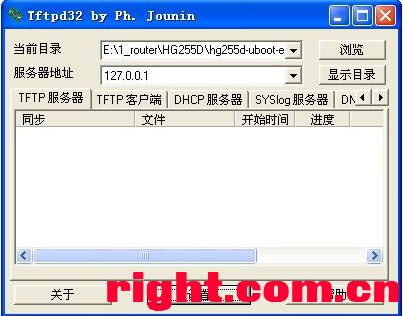 Tftpd32 by Ph. Jounin
当前目录 E:\1_router\HG255D\hg255d-uboot-e 浏览
服务器地址 127.0.0.1 显示目录
TFTP 服务器 TFTP 客户端 DHCP 服务器 SYSlog 服务器 DN
同步 文件 开始时间 进度
关于 设置 帮助
right.com.cn